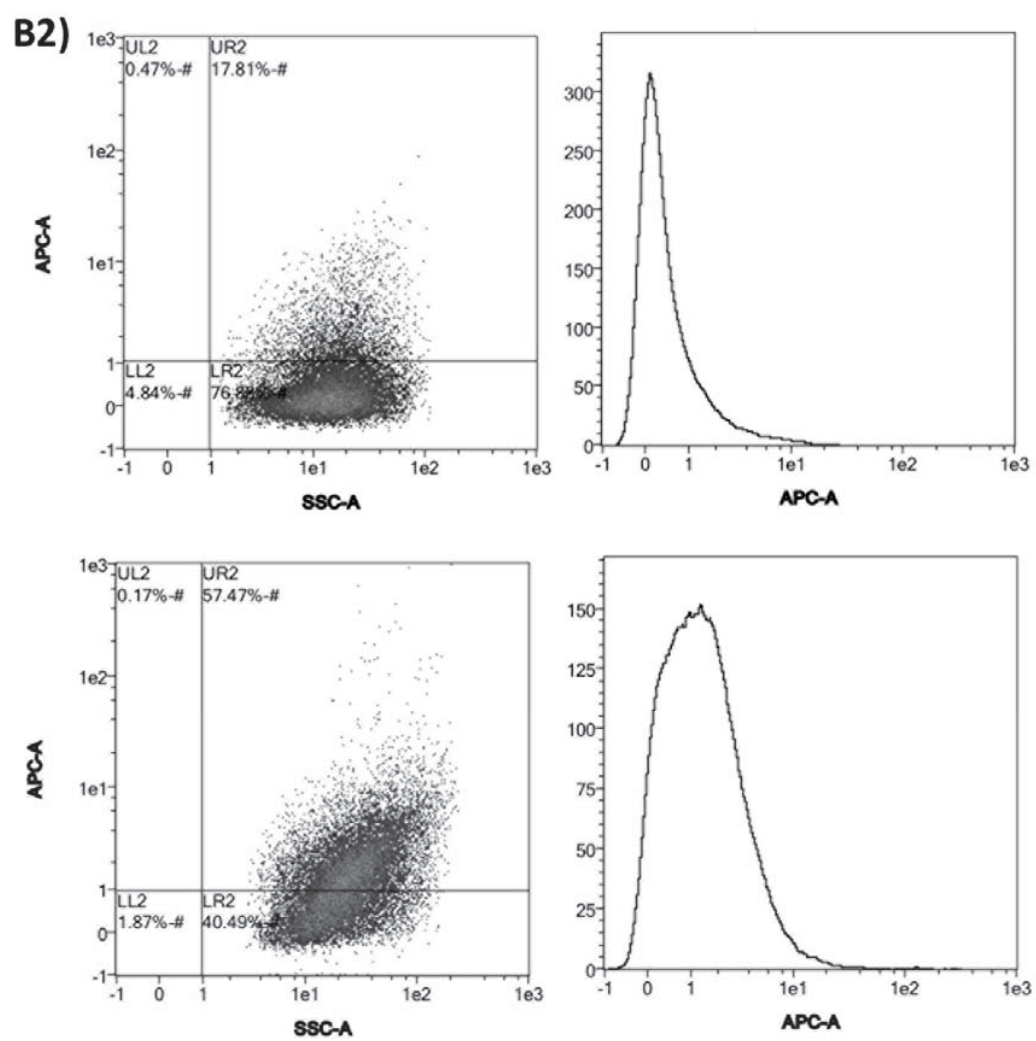 B2)
1e3
UL2
UR2
0.47%-#
17.81%
1e2
APC-A
1e1
1
LL2
LR2
4.84%-#
0
-1
-1 0 1 1e1 1e2 1e3
SSC-A
300
250
200
150
100
50
0
-1 0 1 1e1 1e2 1e3
APC-A
1e3
UL2
UR2
0.17%-#
57.47%-#
1e2
APC-A
1e1
1
LL2
LR2
1.87%-#
40.49%-#
0
-1
-1 0 1 1e1 1e2 1e3
SSC-A
150
125
100
75
50
25
0
-1 0 1 1e1 1e2 1e3
APC-A